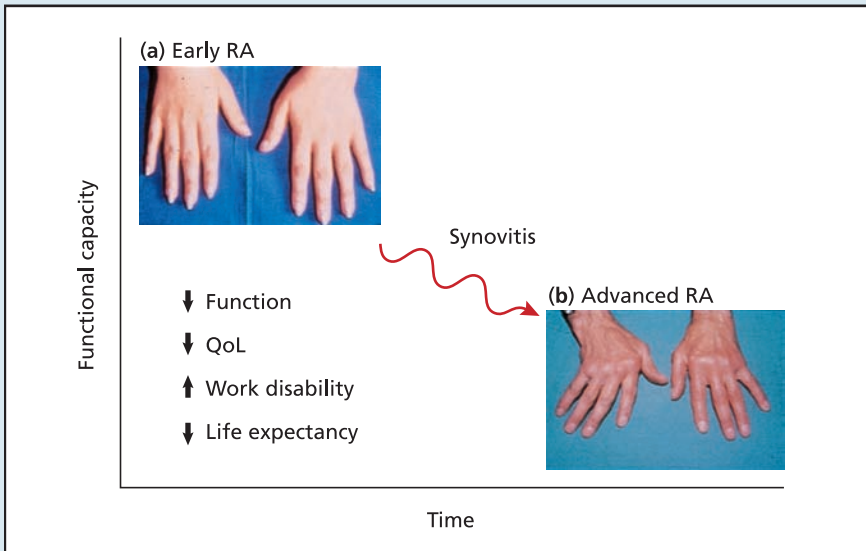 (a) Early RA
Functional capacity
Synovitis
(b) Advanced RA
Function
QoL
Work disability
Life expectancy
Time